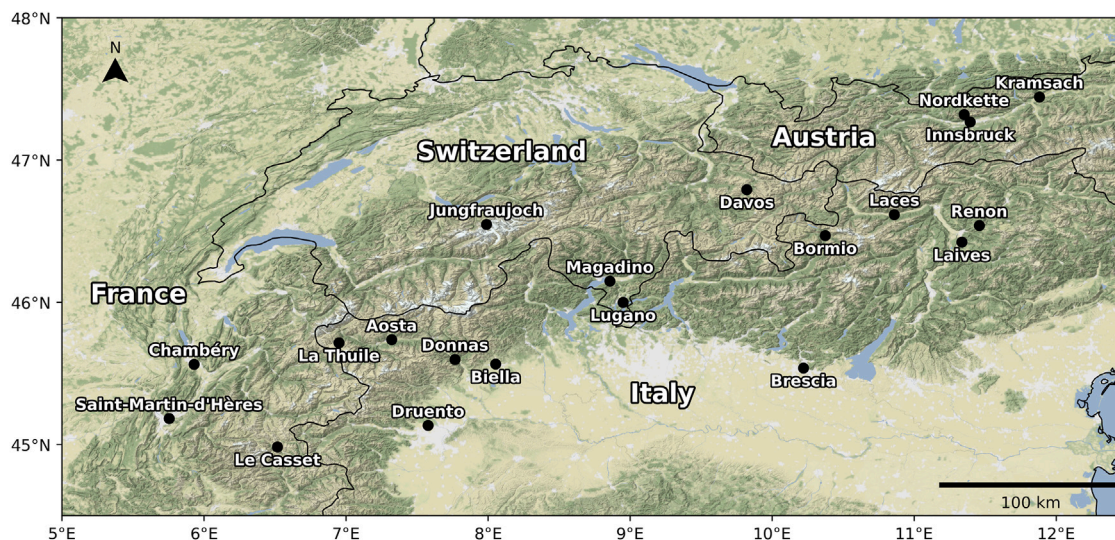 48°N
N
Kramsach
Nordkette
Innsbruck
Austria
Switzerland
47°N
Davos
Laces
Jungfraujoch
Renon
Bormio
Laives
Magadino
France
46°N
Lugano
Aosta
Donnas
Chambéry
La Thuile
Biella
Brescia
Italy
Saint-Martin-d'Hères
Druento
45°N
Le Casset
100 km
5°E 6°E 7°E 8°E 9°E 10°E 11°E 12°E